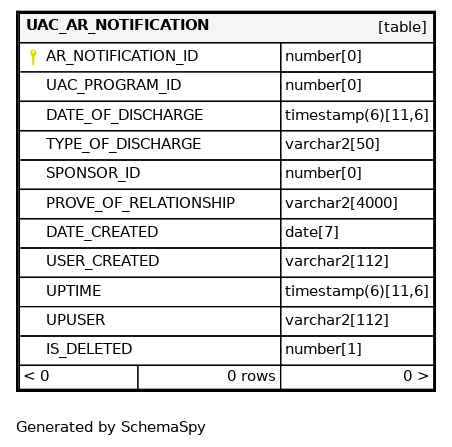 UAC_AR_NOTIFICATION [table]
AR_NOTIFICATION_ID number[0]
UAC_PROGRAM_ID number[0]
DATE_OF_DISCHARGE timestamp(6)[11,6]
TYPE_OF_DISCHARGE varchar2[50]
SPONSOR_ID number[0]
PROVE_OF_RELATIONSHIP varchar2[4000]
DATE_CREATED date[7]
USER_CREATED varchar2[112]
UPTIME timestamp(6)[11,6]
UPUSER varchar2[112]
IS_DELETED number[1]
< 0 0 rows 0 >
Generated by SchemaSpy